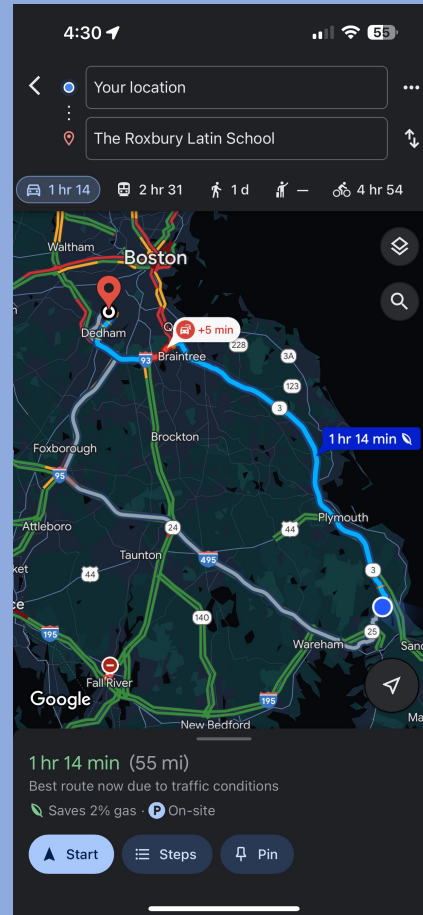 4:30
55
Your location
The Roxbury Latin School
1 hr 14
2 hr 31
1 d
—
4 hr 54
Waltham
Boston
Dedham
Q
+5 min
228
93
Braintree
3A
123
3
Brockton
1 hr 14 min
Foxborough
95
Plymouth
Attleboro
24
44
Taunton
495
ket
44
3
ce
140
25
195
Wareham
Sand
Fall River
Google
195
New Bedford
Ma
1 hr 14 min (55 mi)
Best route now due to traffic conditions
Saves 2% gas · P On-site
Start
Steps
Pin